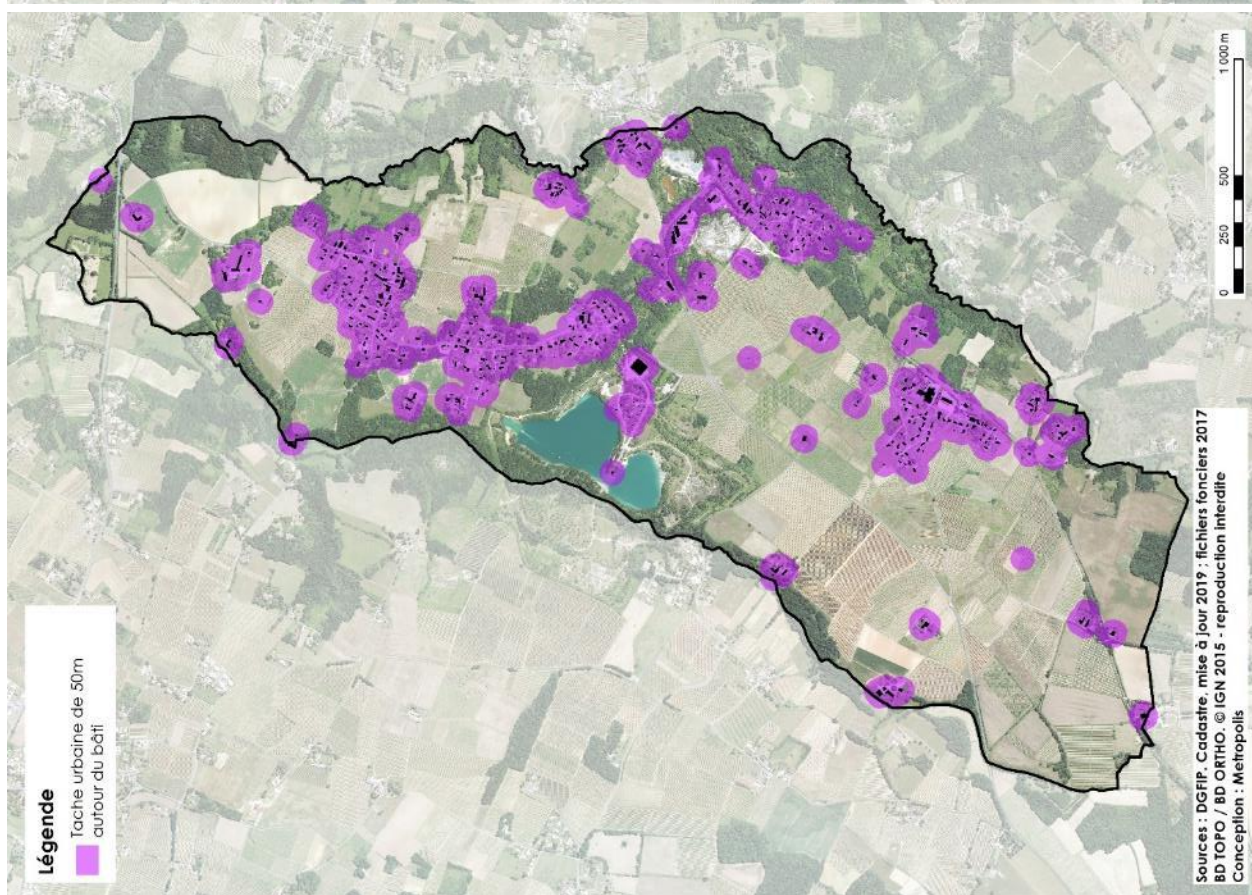 Légende
Tache urbaine de 50m
autour du bâti
0
250
500
1 000 m
Sources : DGFIP. Cadastre, mise à jour 2019 ; fichiers fonciers 2017
BD TOPO / BD ORTHO. © IGN 2015 - reproduction interdite
Conception : Metropolis